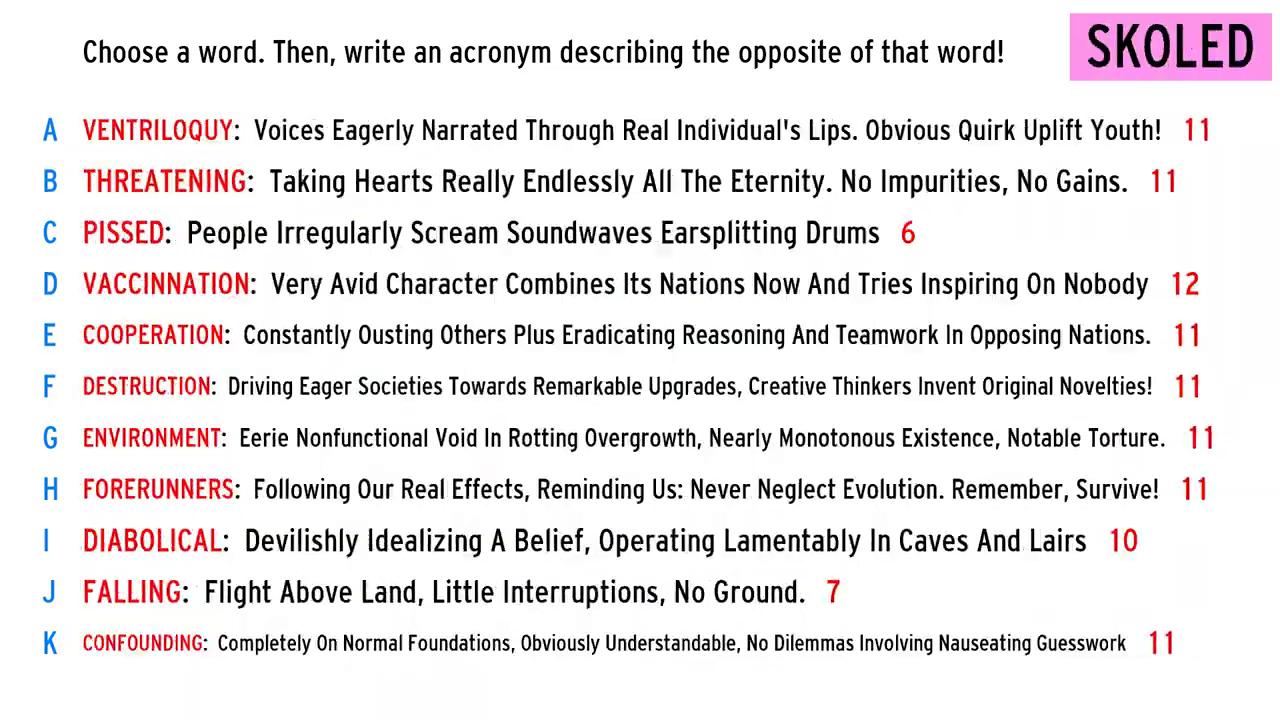 Choose a word. Then, write an acronym describing the opposite of that word!
SKOLED
A VENTRILOQUY: Voices Eagerly Narrated Through Real Individual's Lips. Obvious Quirk Uplift Youth! 11
B THREATENING: Taking Hearts Really Endlessly All The Eternity. No Impurities, No Gains. 11
C PISSED: People Irregularly Scream Soundwaves Earsplitting Drums 6
D VACCINNATION: Very Avid Character Combines Its Nations Now And Tries Inspiring On Nobody 12
E COOPERATION: Constantly Ousting Others Plus Eradicating Reasoning And Teamwork In Opposing Nations. 11
F DESTRUCTION: Driving Eager Societies Towards Remarkable Upgrades, Creative Thinkers Invent Original Novelties! 11
G ENVIRONMENT: Eerie Nonfunctional Void In Rotting Overgrowth, Nearly Monotonous Existence, Notable Torture. 11
H FORERUNNERS: Following Our Real Effects, Reminding Us: Never Neglect Evolution. Remember, Survive! 11
I DIABOLICAL: Devilishly Idealizing A Belief, Operating Lamentably In Caves And Lairs 10
J FALLING: Flight Above Land, Little Interruptions, No Ground. 7
K CONFOUNDING: Completely On Normal Foundations, Obviously Understandable, No Dilemmas Involving Nauseating Guesswork 11